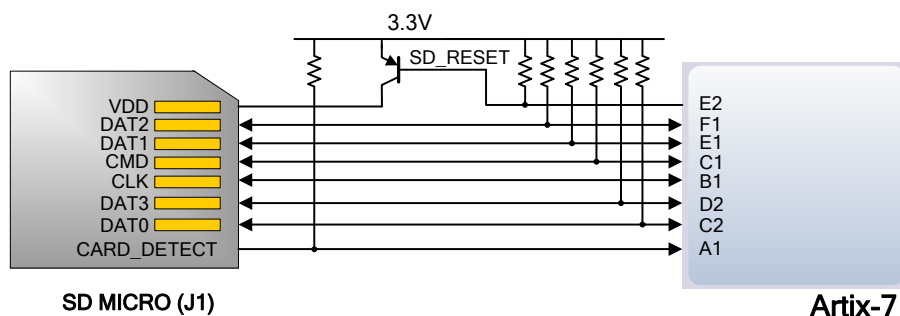 3.3V
SD_RESET
VDD
DAT2
DAT1
CMD
CLK
DAT3
DAT0
CARD_DETECT
E2
F1
E1
C1
B1
D2
C2
A1
SD MICRO (J1)
Artix-7